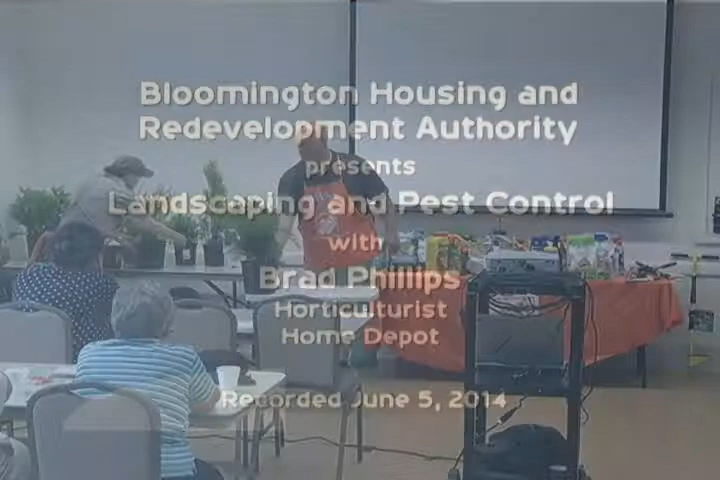 Bloomington Housing and
Redevelopment Authority
presents
Landscaping and Pest Control
with
Brad Phillips
Horticulturist
Home Depot
Recorded June 5, 2014